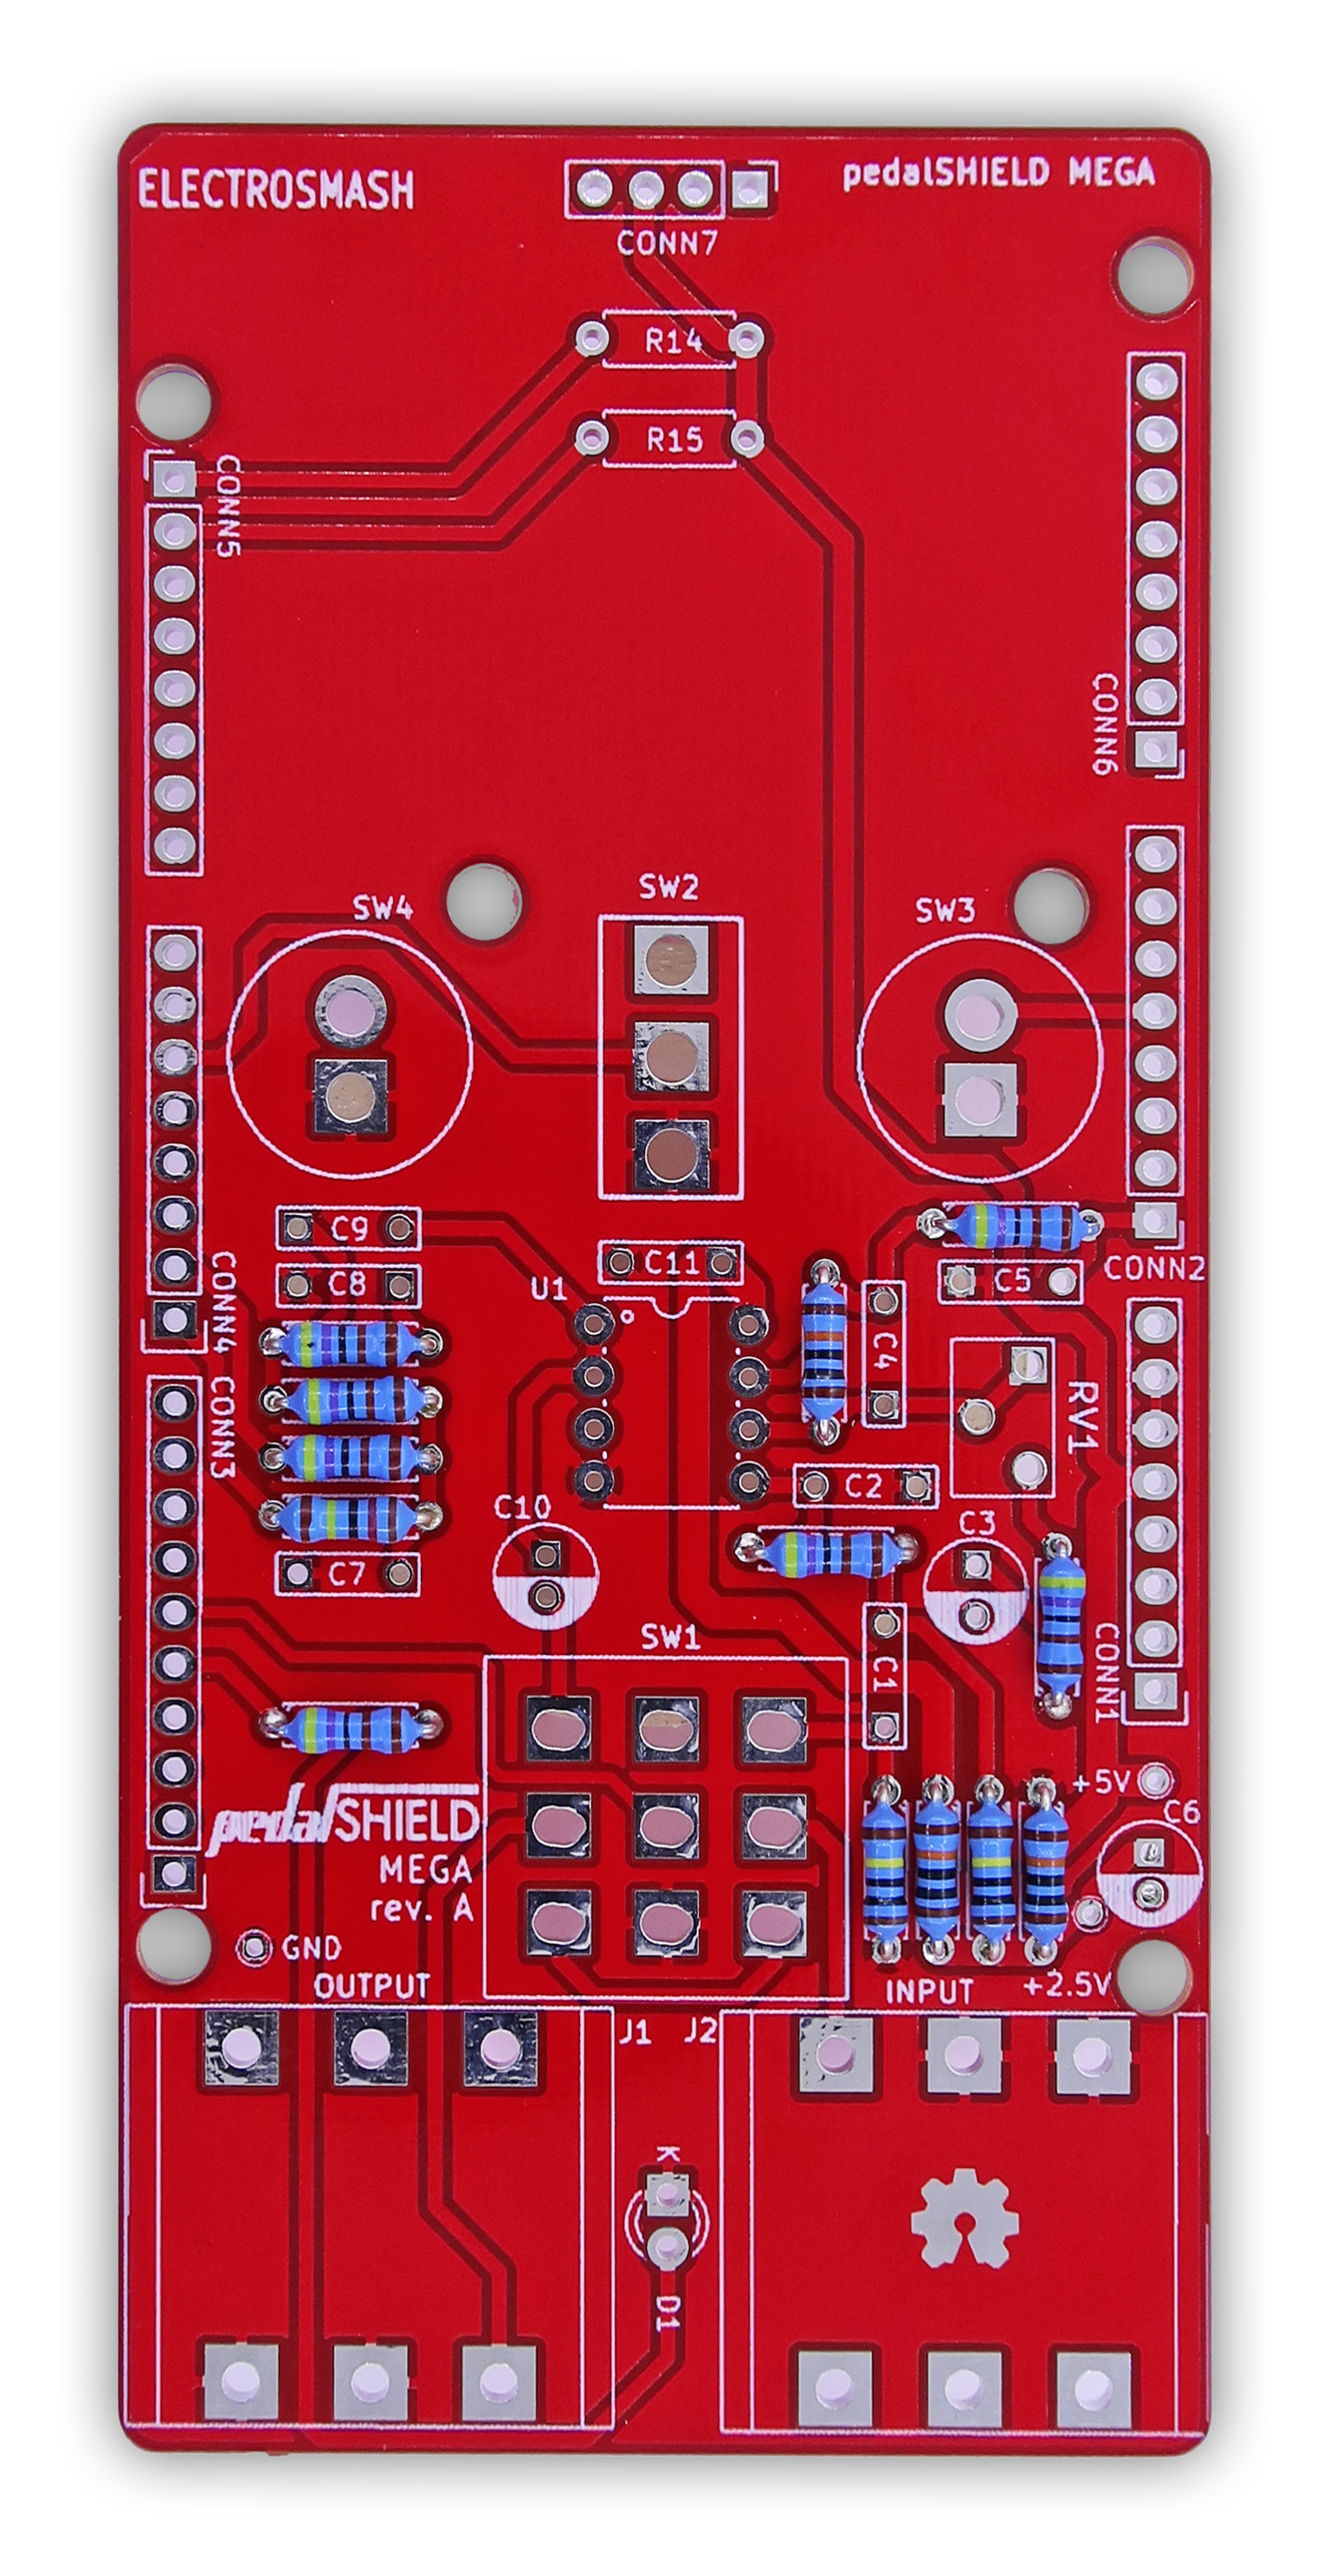 ELECTROSMASH
pedalSHIELD MEGA
CONN7
R14
R15
CONN5
CONN6
SW4
SW2
SW3
C9
C8
C11
U1
C5
CONN2
C4
CONN4
CONN3
RV1
C2
C10
C3
C7
SW1
C1
CONN1
+5V
C6
pedalSHIELD
MEGA
rev. A
GND
OUTPUT
INPUT
+2.5V
J1 J2
K
D1